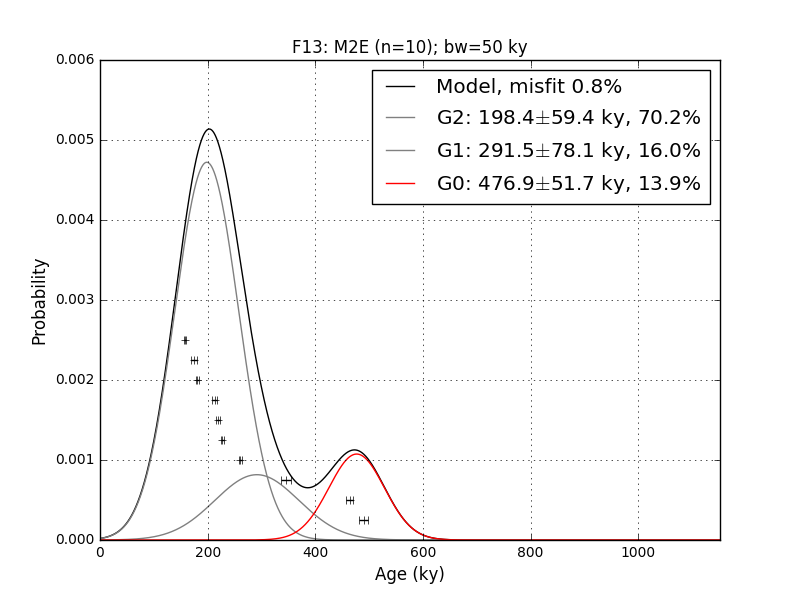 F13: M2E (n=10); bw=50 ky
Model, misfit 0.8%
G2: 198.4±59.4 ky, 70.2%
G1: 291.5±78.1 ky, 16.0%
G0: 476.9±51.7 ky, 13.9%
0.006
0.005
0.004
0.003
0.002
0.001
0.000
Probability
0 200 400 600 800 1000
Age (ky)